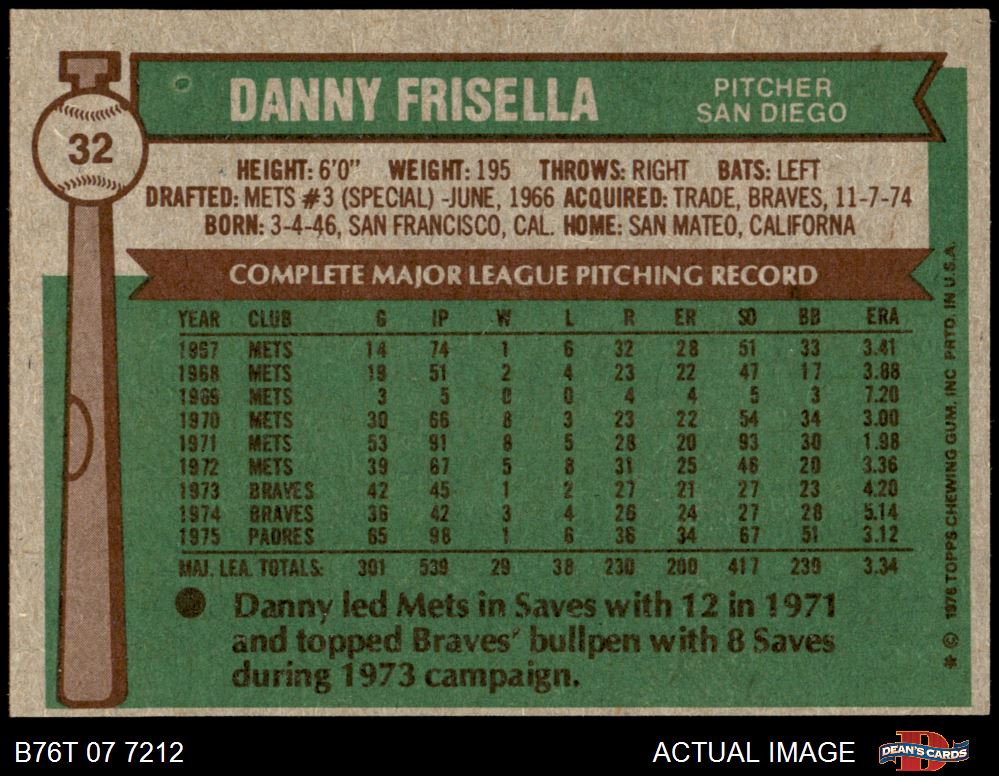 32
DANNY FRISELLA
PITCHER
SAN DIEGO
HEIGHT: 6'0" WEIGHT: 195 THROWS: RIGHT BATS: LEFT
DRAFTED: METS #3 (SPECIAL) -JUNE, 1966 ACQUIRED: TRADE, BRAVES, 11-7-74
BORN: 3-4-46, SAN FRANCISCO, CAL. HOME: SAN MATEO, CALIFORNIA
COMPLETE MAJOR LEAGUE PITCHING RECORD
YEAR CLUB G IP W L R ER SO BB ERA
1967 METS 14 74 1 6 32 28 51 33 3.41
1968 METS 19 51 2 4 23 22 47 17 3.88
1969 METS 3 5 0 0 4 4 5 3 7.20
1970 METS 30 66 8 3 23 22 54 34 3.00
1971 METS 53 91 8 5 28 20 93 30 1.98
1972 METS 39 67 5 8 31 25 46 20 3.36
1973 BRAVES 42 45 1 2 27 21 27 23 4.20
1974 BRAVES 36 42 3 4 26 24 27 28 5.14
1975 PADRES 65 98 1 6 36 34 67 51 3.12
MAJ. LEA. TOTALS: 301 539 29 38 230 200 417 239 3.34
Danny led Mets in Saves with 12 in 1971
and topped Braves' bullpen with 8 Saves
during 1973 campaign.
* © 1976 TOPPS CHEWING GUM, INC PRTD. IN U.S.A.
B76T 07 7212
ACTUAL IMAGE
DEAN'S CARDS